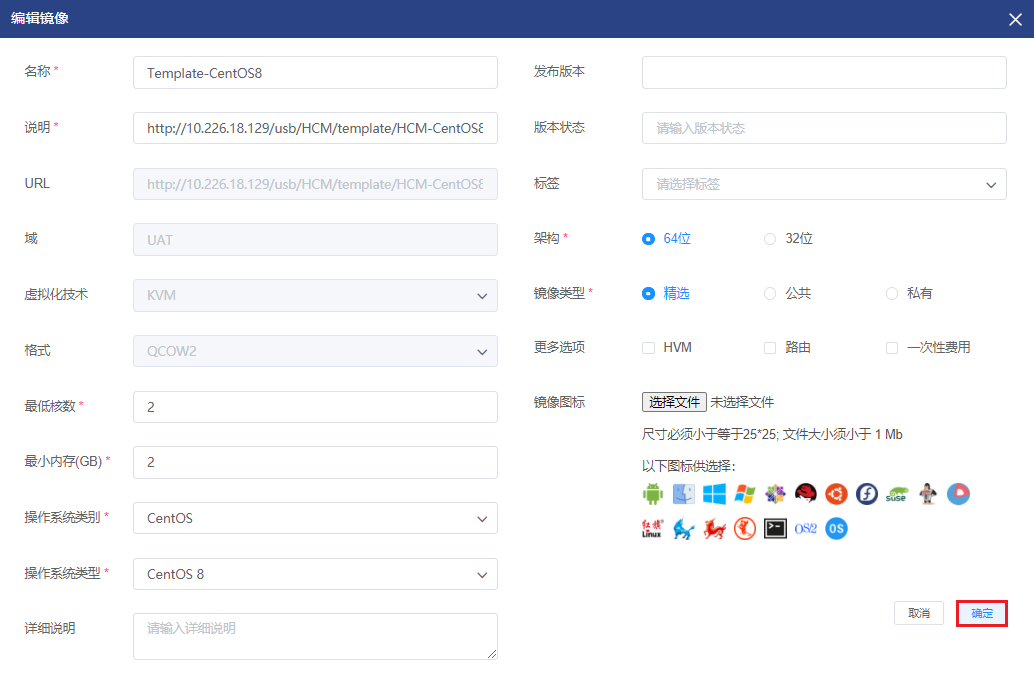 编辑镜像
名称 *
Template-CentOS8
说明 *
http://10.226.18.129/usb/HCM/template/HCM-CentOS8
URL
http://10.226.18.129/usb/HCM/template/HCM-CentOS8
域
UAT
虚拟化技术
KVM
格式
QCOW2
最低核数 *
2
最小内存(GB) *
2
操作系统类别 *
CentOS
操作系统类型 *
CentOS 8
详细说明
请输入详细说明
发布版本
版本状态
请输入版本状态
标签
请选择标签
架构 *
64位 32位
镜像类型 *
精选 公共 私有
更多选项
HVM 路由 一次性费用
镜像图标
选择文件 未选择文件
尺寸必须小于等于25*25; 文件大小须小于 1 Mb
以下图标供选择:
suse
红旗
Linux
OS/2
OS
取消 确定